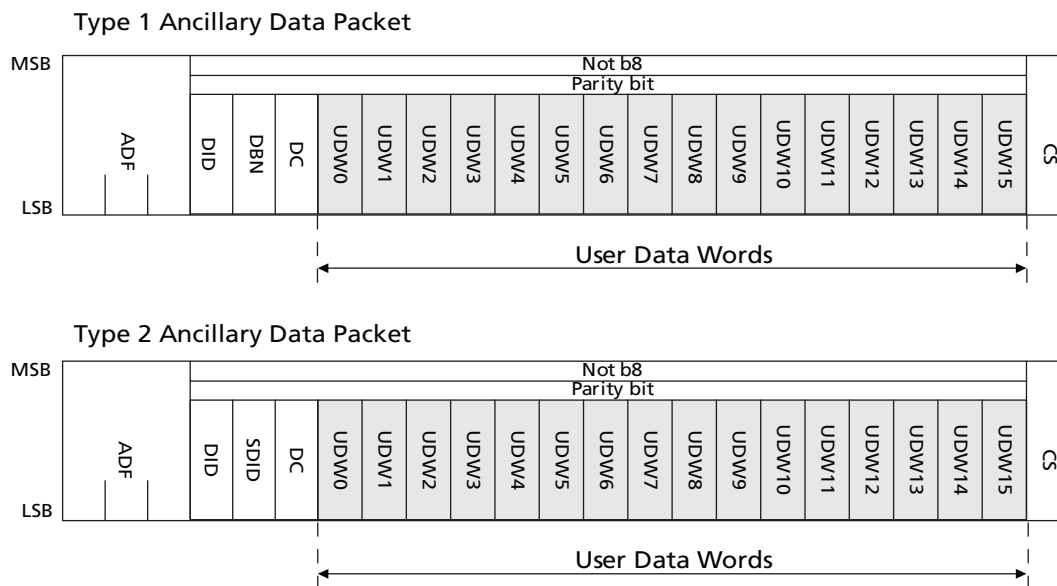 Type 1 Ancillary Data Packet
MSB
Not b8
Parity bit
ADF
DID
DBN
DC
UDW0
UDW1
UDW2
UDW3
UDW4
UDW5
UDW6
UDW7
UDW8
UDW9
UDW10
UDW11
UDW12
UDW13
UDW14
UDW15
CS
LSB
User Data Words
Type 2 Ancillary Data Packet
MSB
Not b8
Parity bit
ADF
DID
SDID
DC
UDW0
UDW1
UDW2
UDW3
UDW4
UDW5
UDW6
UDW7
UDW8
UDW9
UDW10
UDW11
UDW12
UDW13
UDW14
UDW15
CS
LSB
User Data Words